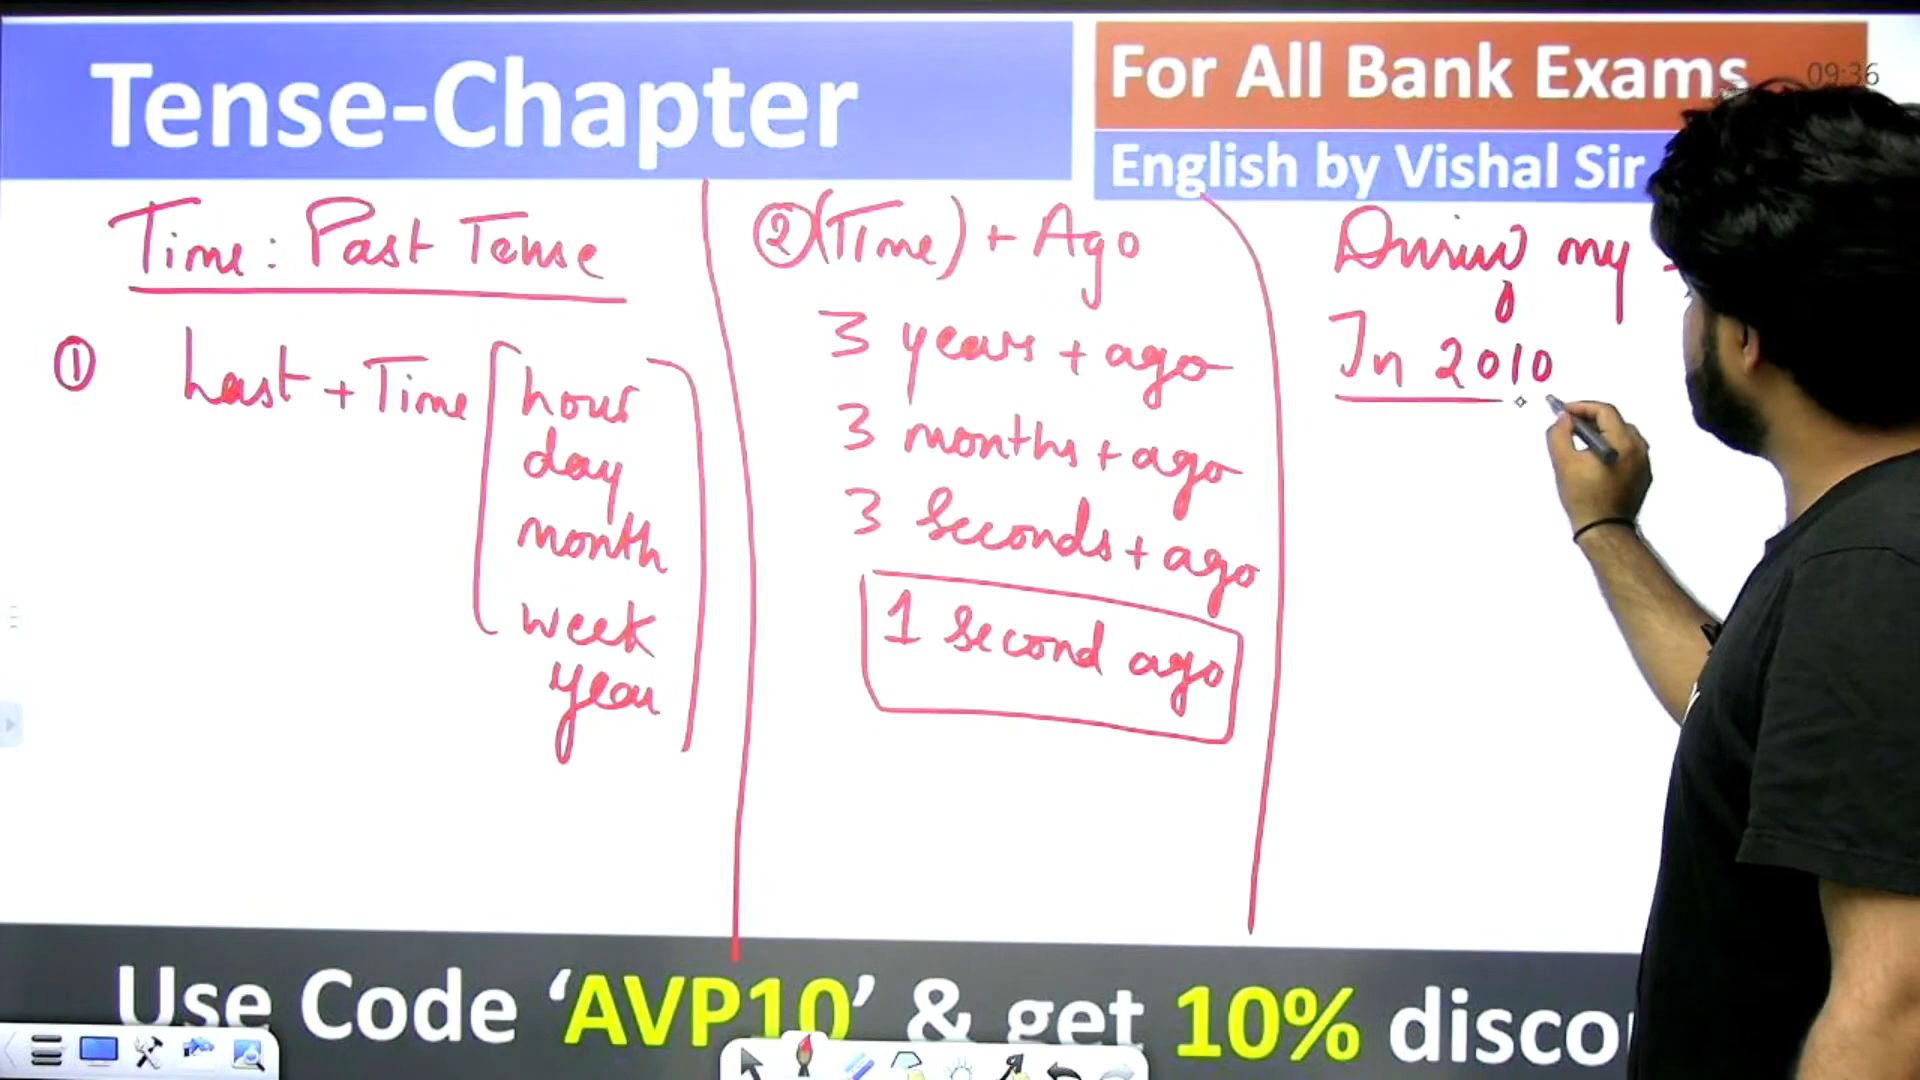 Tense-Chapter
For All Bank Exams
09:36
English by Vishal Sir
Time: Past Tense
① Last + Time
hour
day
month
week
year
② (Time) + Ago
3 years + ago
3 months + ago
3 seconds + ago
1 second ago
During my
In 2010
Use Code ‘AVP10’ & get 10% disco